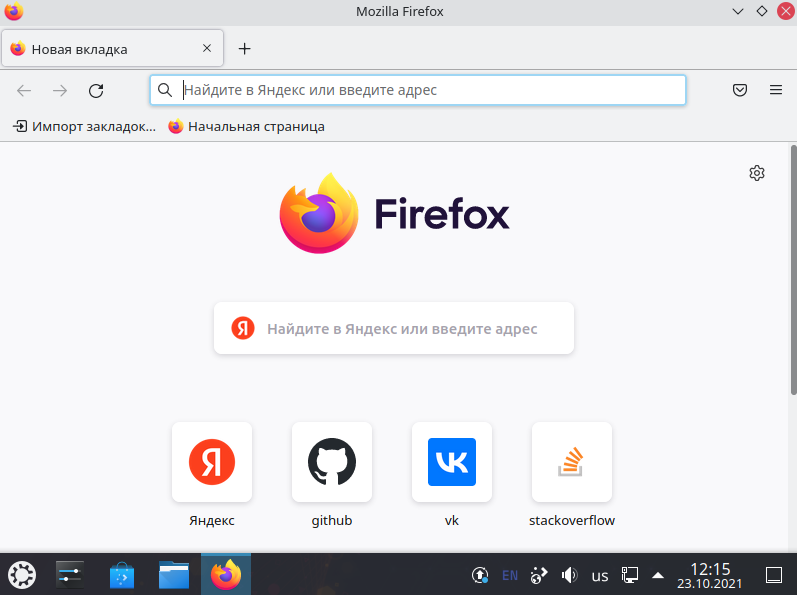 Mozilla Firefox
Новая вкладка
Найдите в Яндекс или введите адрес
Импорт закладок...
Начальная страница
Firefox
Я
Найдите в Яндекс или введите адрес
Я
Яндекс
github
vk
stackoverflow
EN
us
12:15
23.10.2021